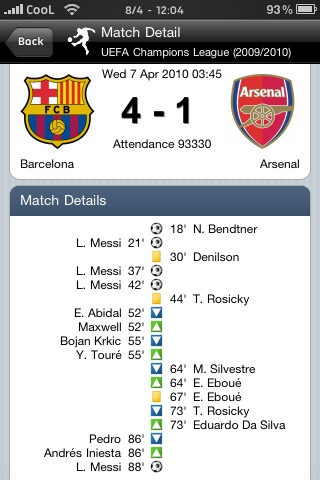 CooL 8/4 - 12:04 93%
Back
Match Detail
UEFA Champions League (2009/2010)
Wed 7 Apr 2010 03:45
FCB
4 - 1
Arsenal
Attendance 93330
Barcelona Arsenal
Match Details
18' N. Bendtner
L. Messi 21'
30' Denilson
L. Messi 37'
L. Messi 42'
44' T. Rosicky
E. Abidal 52'
Maxwell 52'
Bojan Krkic 55'
Y. Touré 55'
64' M. Silvestre
64' E. Eboué
67' E. Eboué
73' T. Rosicky
73' Eduardo Da Silva
Pedro 86'
Andrés Iniesta 86'
L. Messi 88'